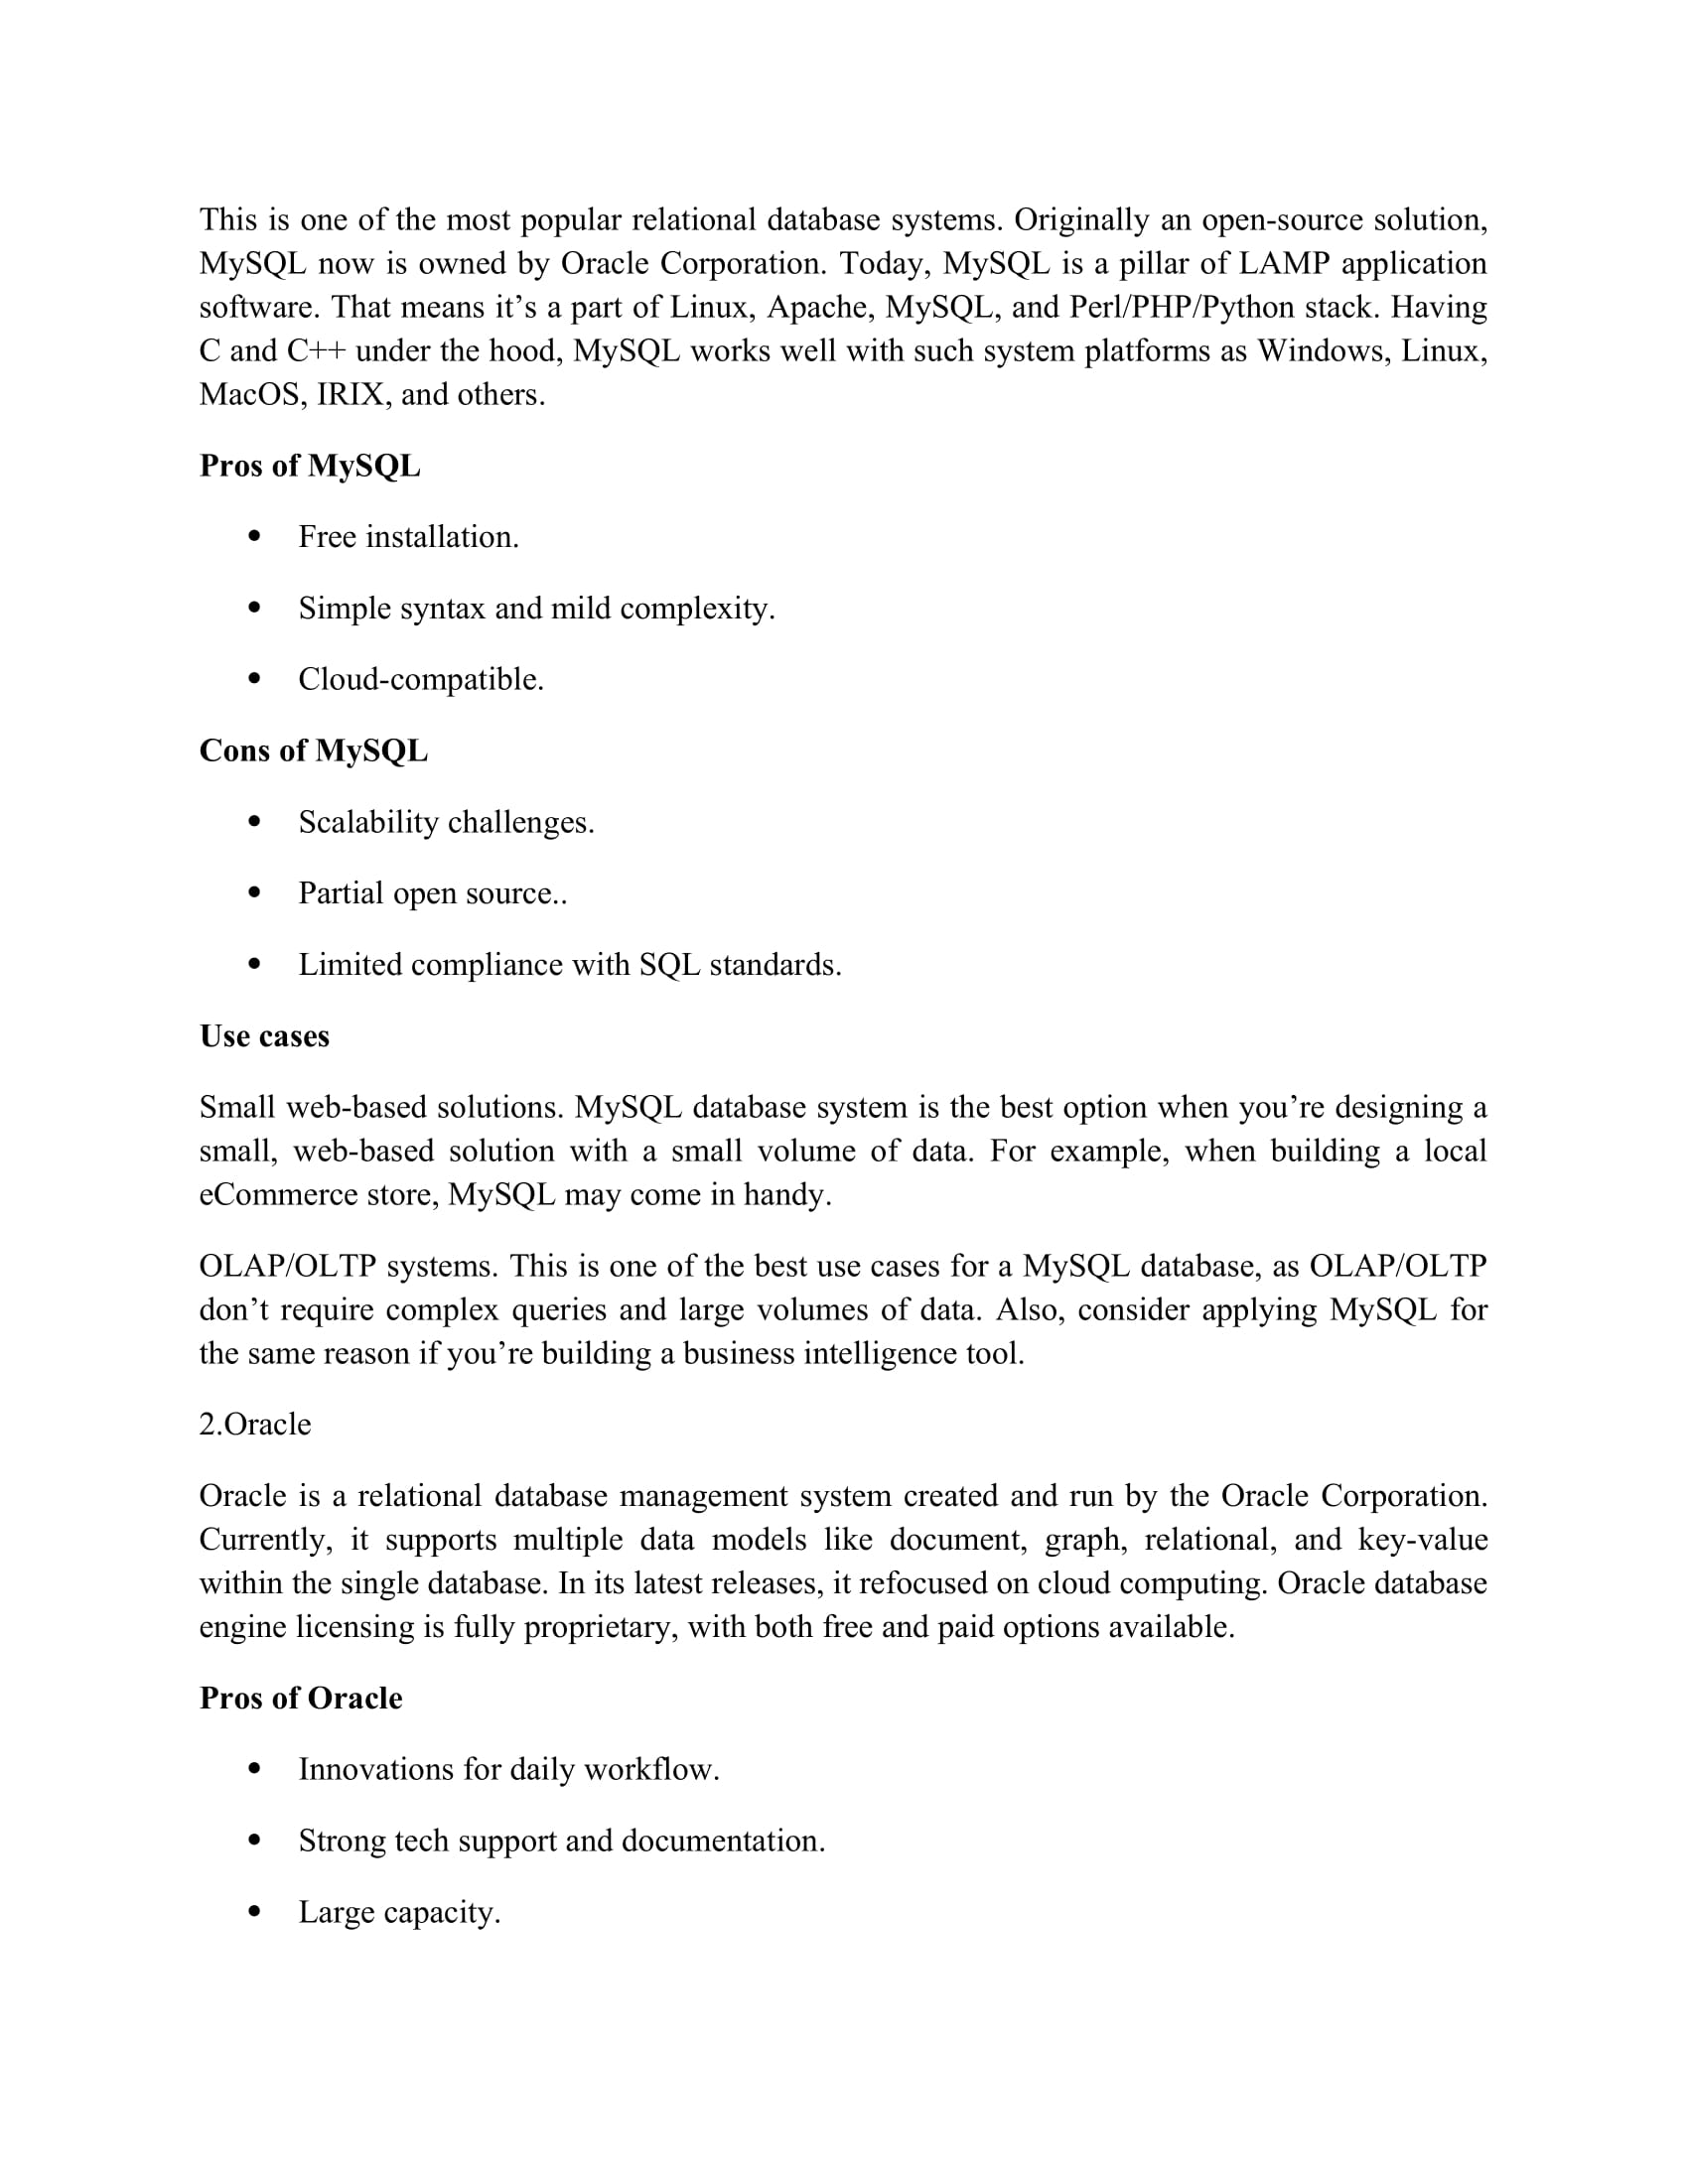 This is one of the most popular relational database systems. Originally an open-source solution,
MySQL now is owned by Oracle Corporation. Today, MySQL is a pillar of LAMP application
software. That means it’s a part of Linux, Apache, MySQL, and Perl/PHP/Python stack. Having
C and C++ under the hood, MySQL works well with such system platforms as Windows, Linux,
MacOS, IRIX, and others.
Pros of MySQL
• Free installation.
• Simple syntax and mild complexity.
• Cloud-compatible.
Cons of MySQL
• Scalability challenges.
• Partial open source..
• Limited compliance with SQL standards.
Use cases
Small web-based solutions. MySQL database system is the best option when you’re designing a
small, web-based solution with a small volume of data. For example, when building a local
eCommerce store, MySQL may come in handy.
OLAP/OLTP systems. This is one of the best use cases for a MySQL database, as OLAP/OLTP
don’t require complex queries and large volumes of data. Also, consider applying MySQL for
the same reason if you’re building a business intelligence tool.
2.Oracle
Oracle is a relational database management system created and run by the Oracle Corporation.
Currently, it supports multiple data models like document, graph, relational, and key-value
within the single database. In its latest releases, it refocused on cloud computing. Oracle database
engine licensing is fully proprietary, with both free and paid options available.
Pros of Oracle
• Innovations for daily workflow.
• Strong tech support and documentation.
• Large capacity.